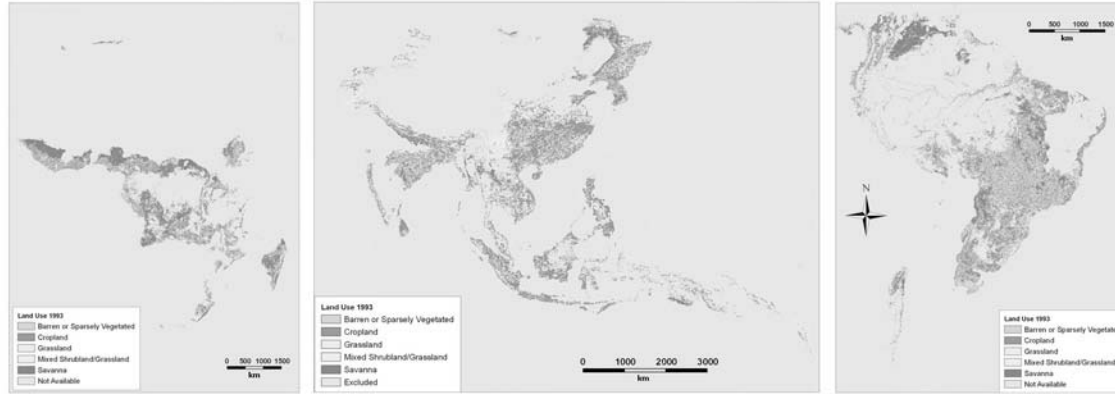 Land Use 1993
Barren or Sparsely Vegetated
Cropland
Grassland
Mixed Shrubland/Grassland
Savanna
Not Available
0 500 1000 1500
km
Land Use 1993
Barren or Sparsely Vegetated
Cropland
Grassland
Mixed Shrubland/Grassland
Savanna
Excluded
0 1000 2000 3000
km
0 500 1000 1500
km
N
Land Use 1993
Barren or Sparsely Vegetated
Cropland
Grassland
Mixed Shrubland/Grassland
Savanna
Not Available